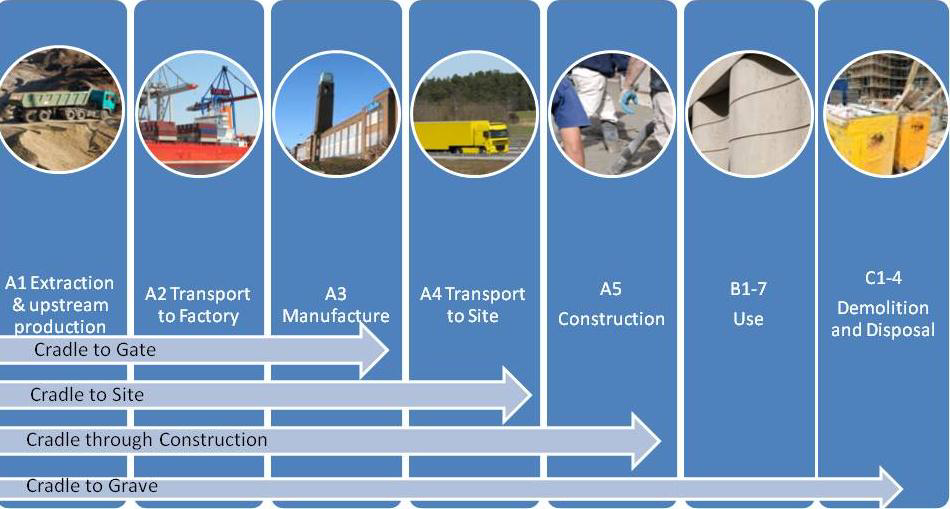 A1 Extraction
& upstream
production
A2 Transport
to Factory
A3
Manufacture
A4 Transport
to Site
A5
Construction
B1-7
Use
C1-4
Demolition
and Disposal
Cradle to Gate
Cradle to Site
Cradle through Construction
Cradle to Grave